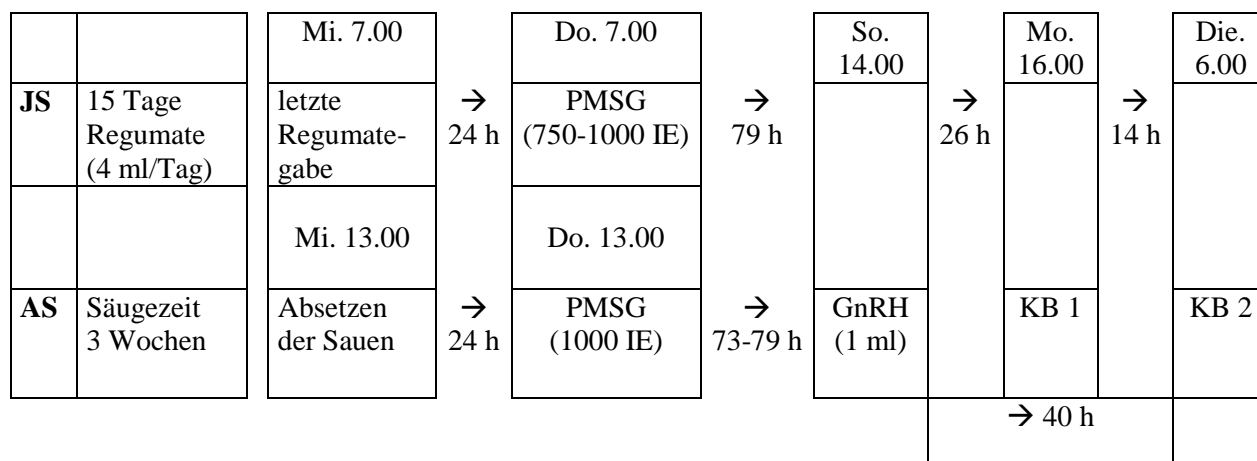 Mi. 7.00 Do. 7.00 So. Mo. Die.
14.00 16.00 6.00
JS 15 Tage letzte → PMSG → → →
Regumate Regumate- 24 h (750-1000 IE) 79 h 26 h 14 h
(4 ml/Tag) gabe
Mi. 13.00 Do. 13.00
AS Säugezeit Absetzen → PMSG → GnRH KB 1 KB 2
3 Wochen der Sauen 24 h (1000 IE) 73-79 h (1 ml)
→ 40 h